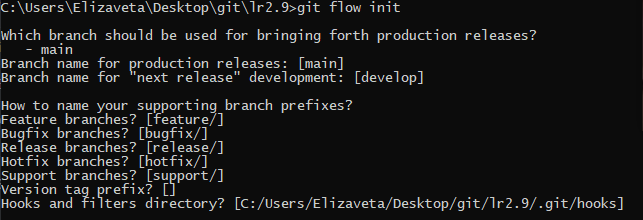 C:\Users\Elizaveta\Desktop\git\lr2.9>git flow init
Which branch should be used for bringing forth production releases?
- main
Branch name for production releases: [main]
Branch name for "next release" development: [develop]
How to name your supporting branch prefixes?
Feature branches? [feature/]
Bugfix branches? [bugfix/]
Release branches? [release/]
Hotfix branches? [hotfix/]
Support branches? [support/]
Version tag prefix? []
Hooks and filters directory? [C:/Users/Elizaveta/Desktop/git/lr2.9/.git/hooks]